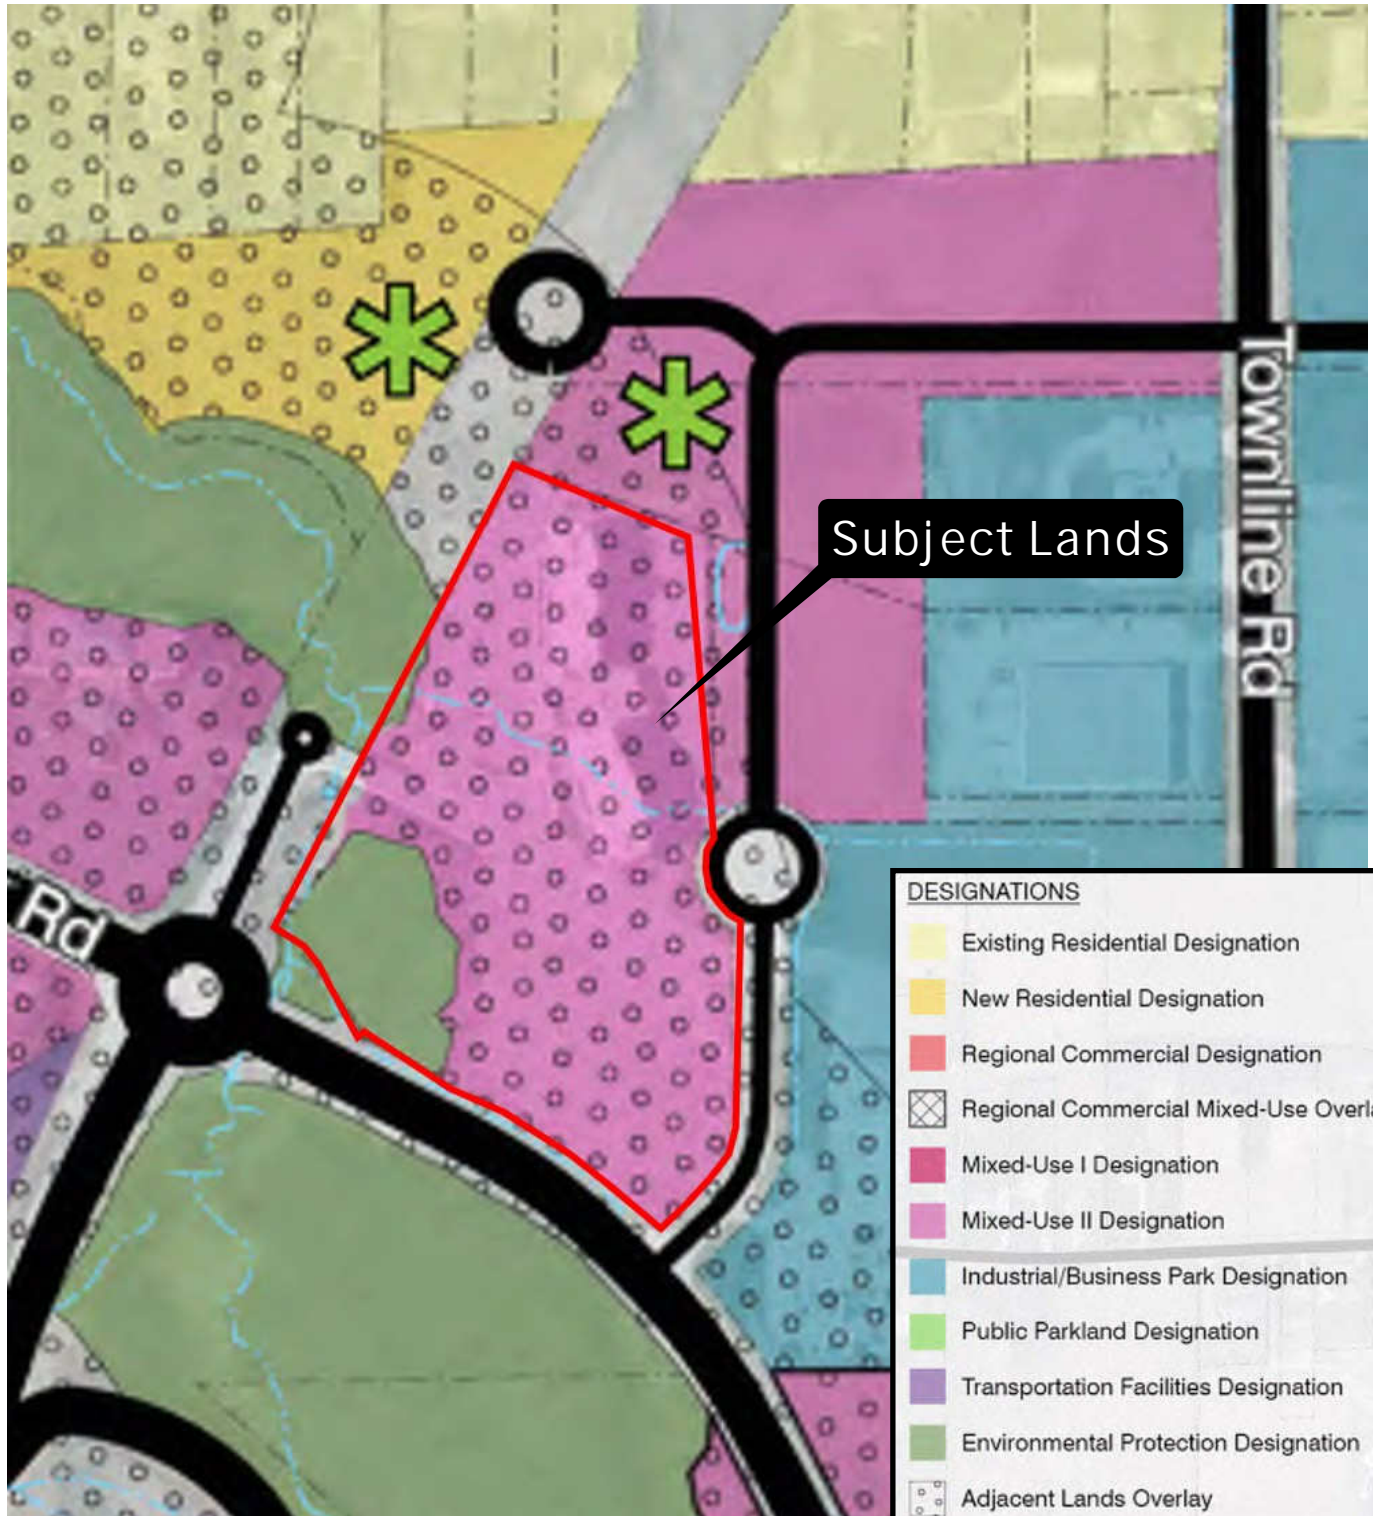 Subject Lands
Townline Rd
Rd
DESIGNATIONS
Existing Residential Designation
New Residential Designation
Regional Commercial Designation
Regional Commercial Mixed-Use Overla
Mixed-Use I Designation
Mixed-Use II Designation
Industrial/Business Park Designation
Public Parkland Designation
Transportation Facilities Designation
Environmental Protection Designation
Adjacent Lands Overlay